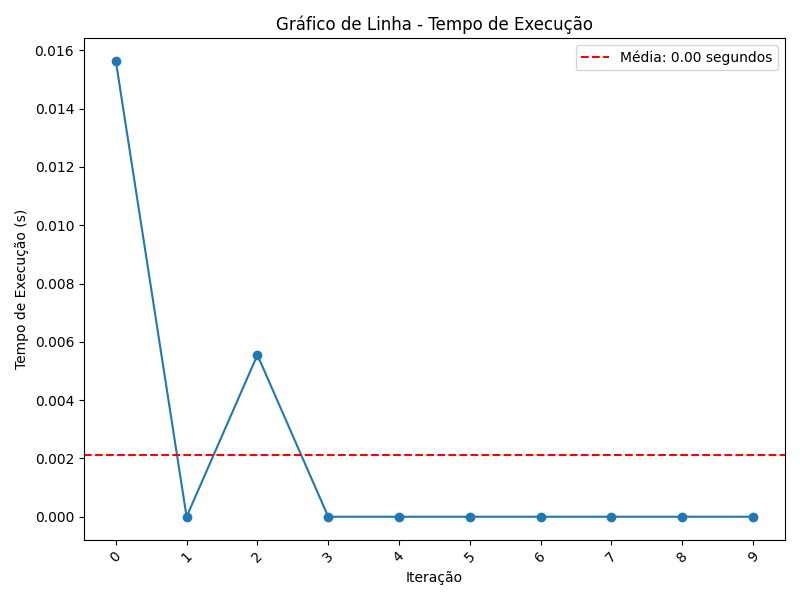 Gráfico de Linha - Tempo de Execução
Média: 0.00 segundos
0.016
0.014
0.012
0.010
0.008
0.006
0.004
0.002
0.000
Tempo de Execução (s)
0 1 2 3 4 5 6 7 8 9
Iteração